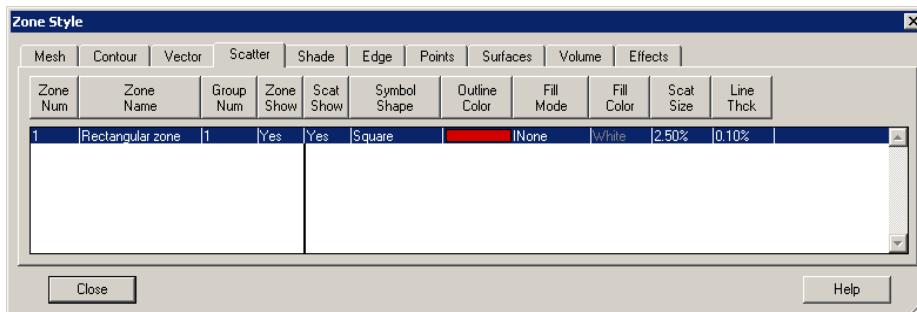 Zone Style
Mesh Contour Vector Scatter Shade Edge Points Surfaces Volume Effects
Zone Num Zone Name Group Num Zone Show Scat Show Symbol Shape Outline Color Fill Mode Fill Color Scat Size Line Thck
1 Rectangular zone 1 Yes Yes Square None White 2.50% 0.10%
Close Help